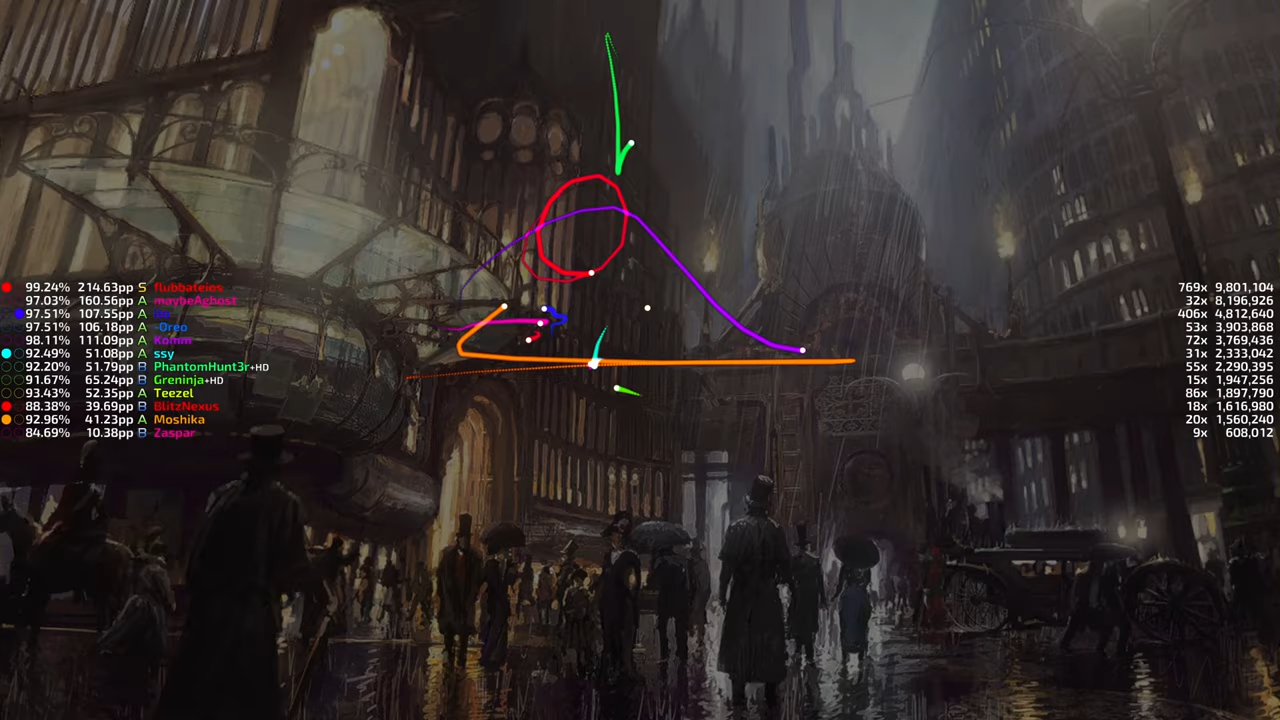 99.24% 214.63pp S flubbafeios 769x 9,801,104
97.03% 160.56pp A maybeAghost 32x 8,196,926
97.51% 107.55pp A 406x 4,812,640
97.51% 106.18pp A -Oreo 53x 3,903,868
98.11% 111.09pp A Komm 72x 3,769,436
92.49% 51.08pp A ssy 31x 2,333,042
92.20% 51.79pp B PhantomHunt3r+HD 55x 2,290,395
91.67% 65.24pp B Greninja+HD 15x 1,947,256
93.43% 52.35pp A Teezel 86x 1,897,790
88.38% 39.69pp B BlitzNexus 18x 1,616,980
92.96% 41.23pp A Moshika 20x 1,560,240
84.69% 10.38pp B Zaspar 9x 608,012